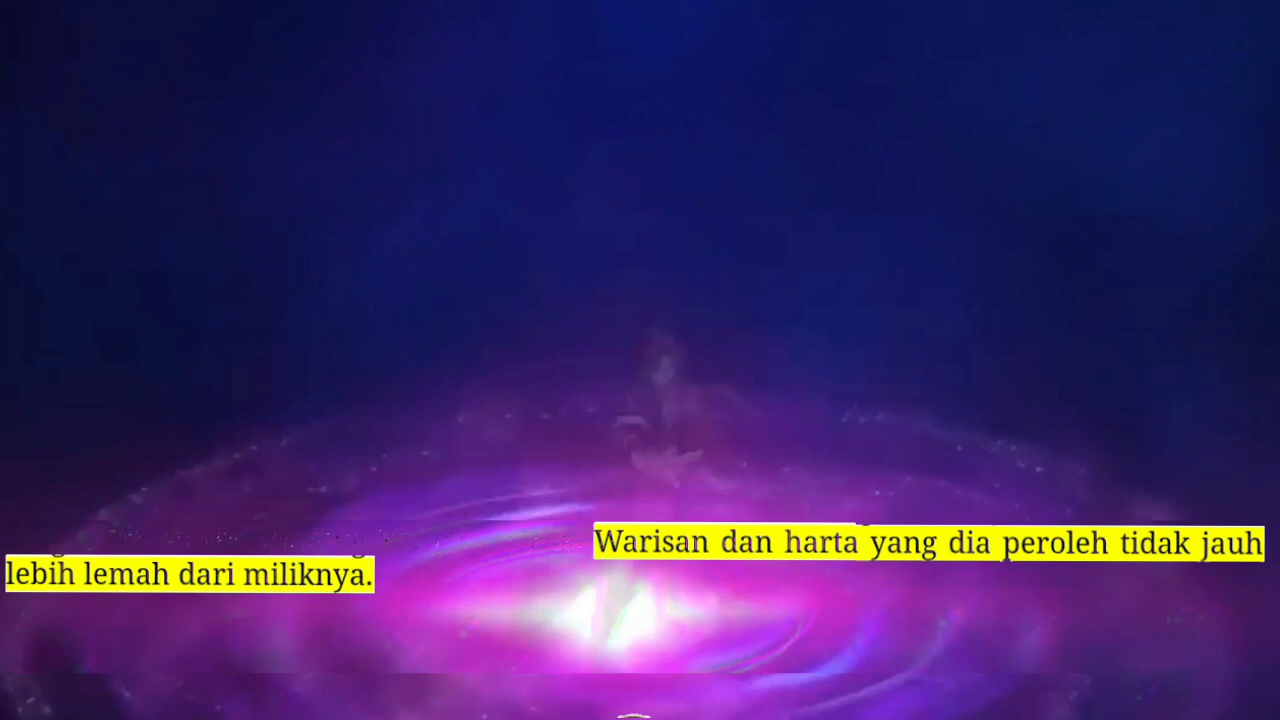 Warisan dan harta yang dia peroleh tidak jauh
lebih lemah dari miliknya.